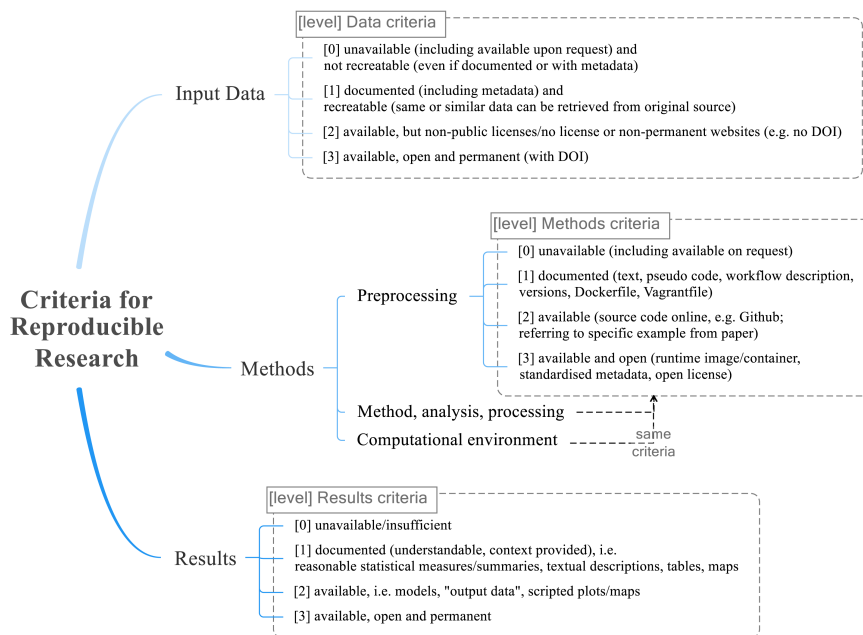 [level] Data criteria
[0] unavailable (including available upon request) and
not recreatable (even if documented or with metadata)
Input Data
[1] documented (including metadata) and
recreatable (same or similar data can be retrieved from original source)
[2] available, but non-public licenses/no license or non-permanent websites (e.g. no DOI)
[3] available, open and permanent (with DOI)
Criteria for
Reproducible
Research
[level] Methods criteria
[0] unavailable (including available on request)
Preprocessing
[1] documented (text, pseudo code, workflow description,
versions, Dockerfile, Vagrantfile)
[2] available (source code online, e.g. Github;
referring to specific example from paper)
[3] available and open (runtime image/container,
standardised metadata, open license)
Methods
Method, analysis, processing
Computational environment
same
criteria
[level] Results criteria
[0] unavailable/insufficient
Results
[1] documented (understandable, context provided), i.e.
reasonable statistical measures/summaries, textual descriptions, tables, maps
[2] available, i.e. models, "output data", scripted plots/maps
[3] available, open and permanent